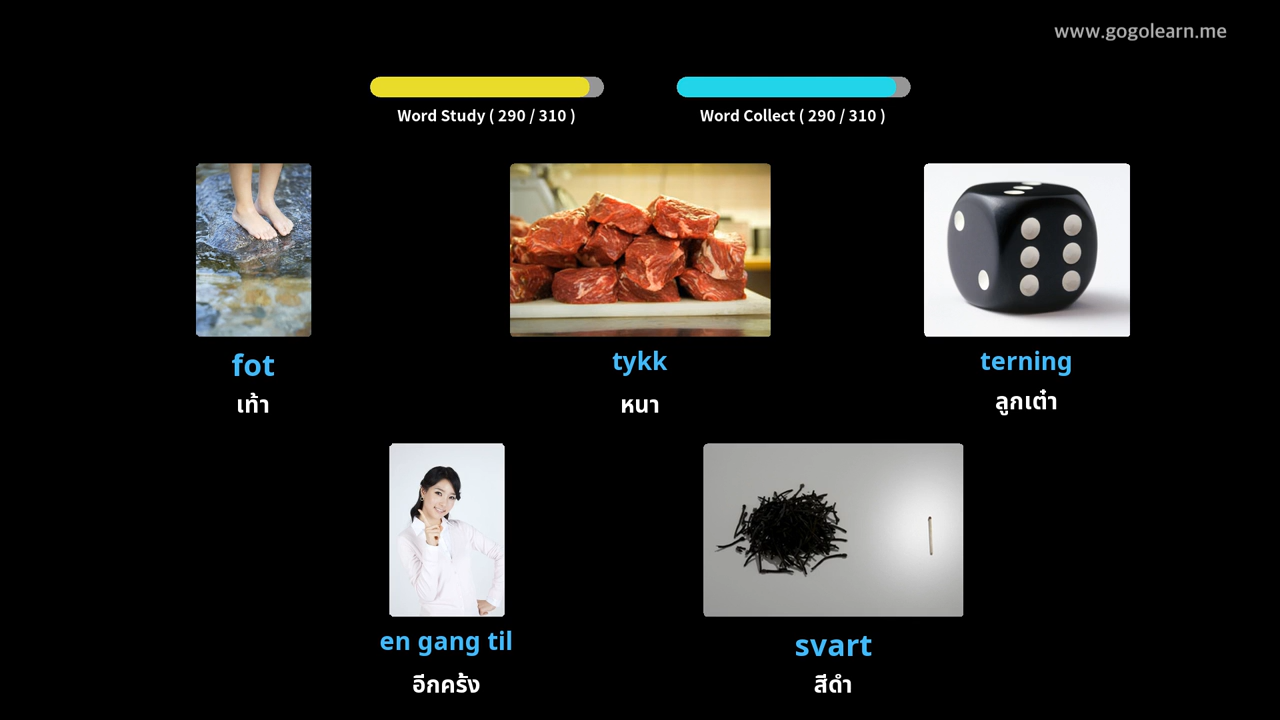 www.gogolearn.me
Word Study ( 290 / 310 )
Word Collect ( 290 / 310 )
fot
เท้า
tykk
หนา
terning
ลูกเต๋า
en gang til
อีกครั้ง
svart
สีดำ